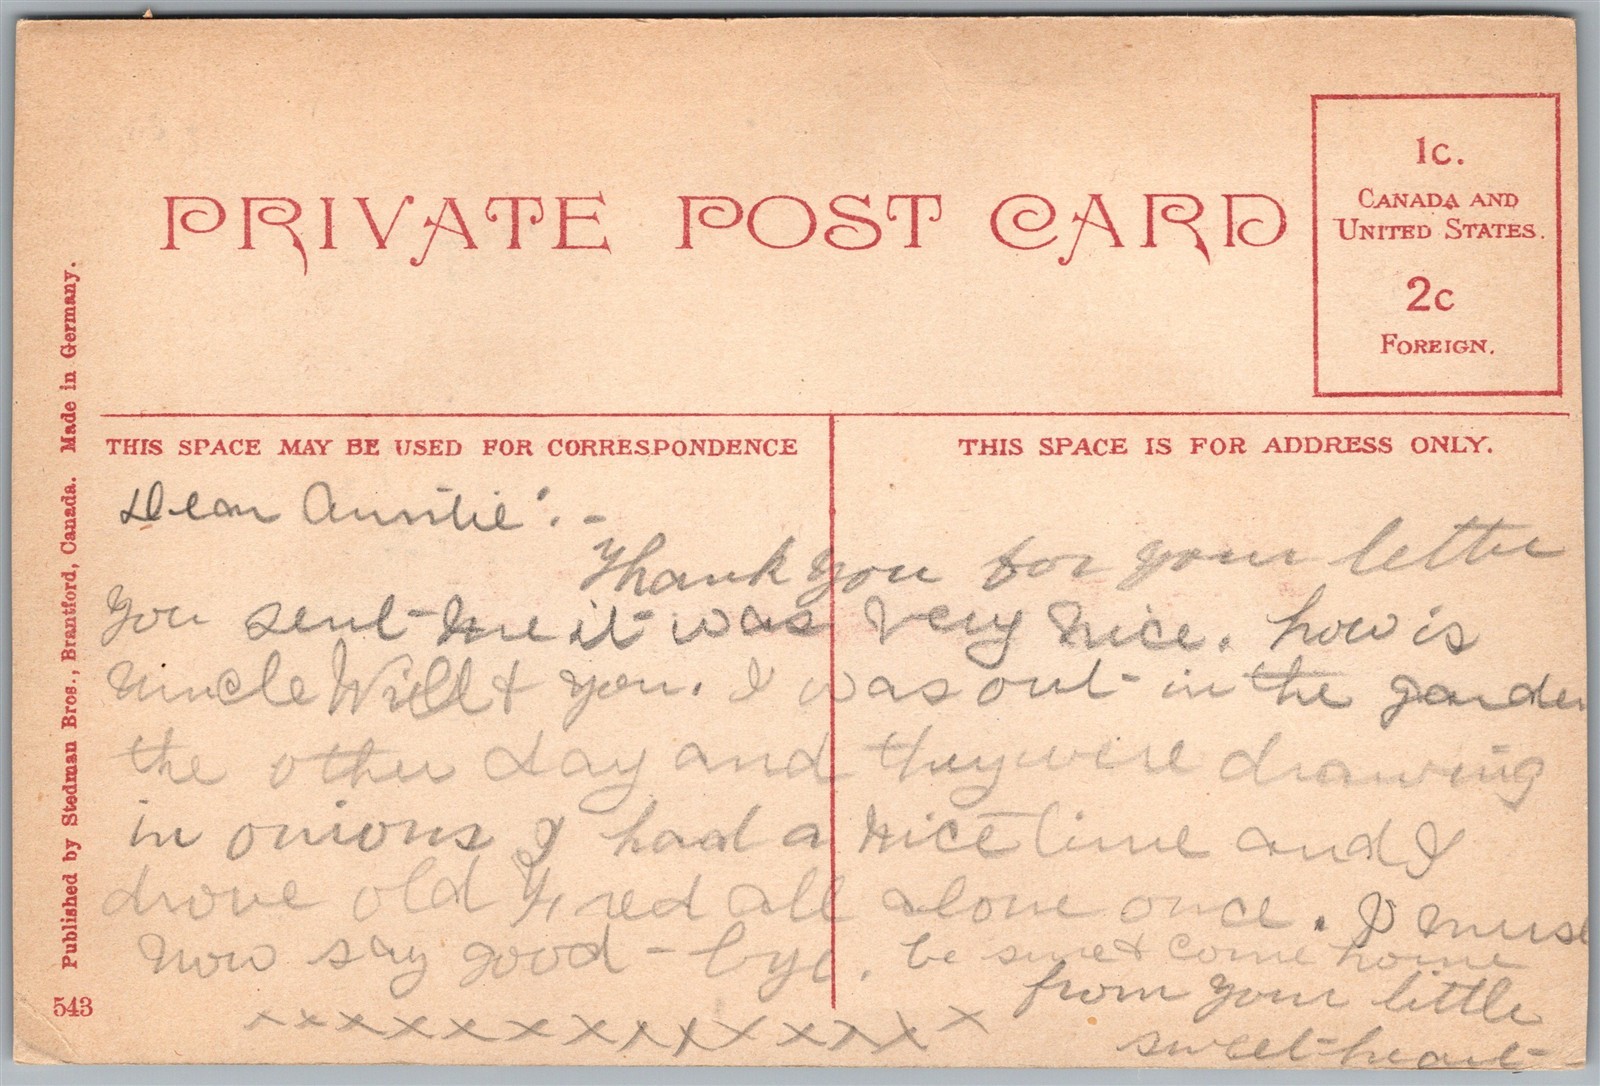 PRIVATE POST CARD
1c.
CANADA AND
UNITED STATES.
2c
FOREIGN.
Published by Stedman Bros., Brantford, Canada. Made in Germany.
543
THIS SPACE MAY BE USED FOR CORRESPONDENCE
THIS SPACE IS FOR ADDRESS ONLY.
Dear Auntie:-
Thank you for your letter
you sent me it was very nice. how is
uncle Will & you. I was out in the garden
the other day and they were drawing
in onions I had a nice time and I
drove old Fred all alone once. I must
now say good-bye. be sure & come home
from your little
sweet-heart-
x x x x x x x x x x x x x x x